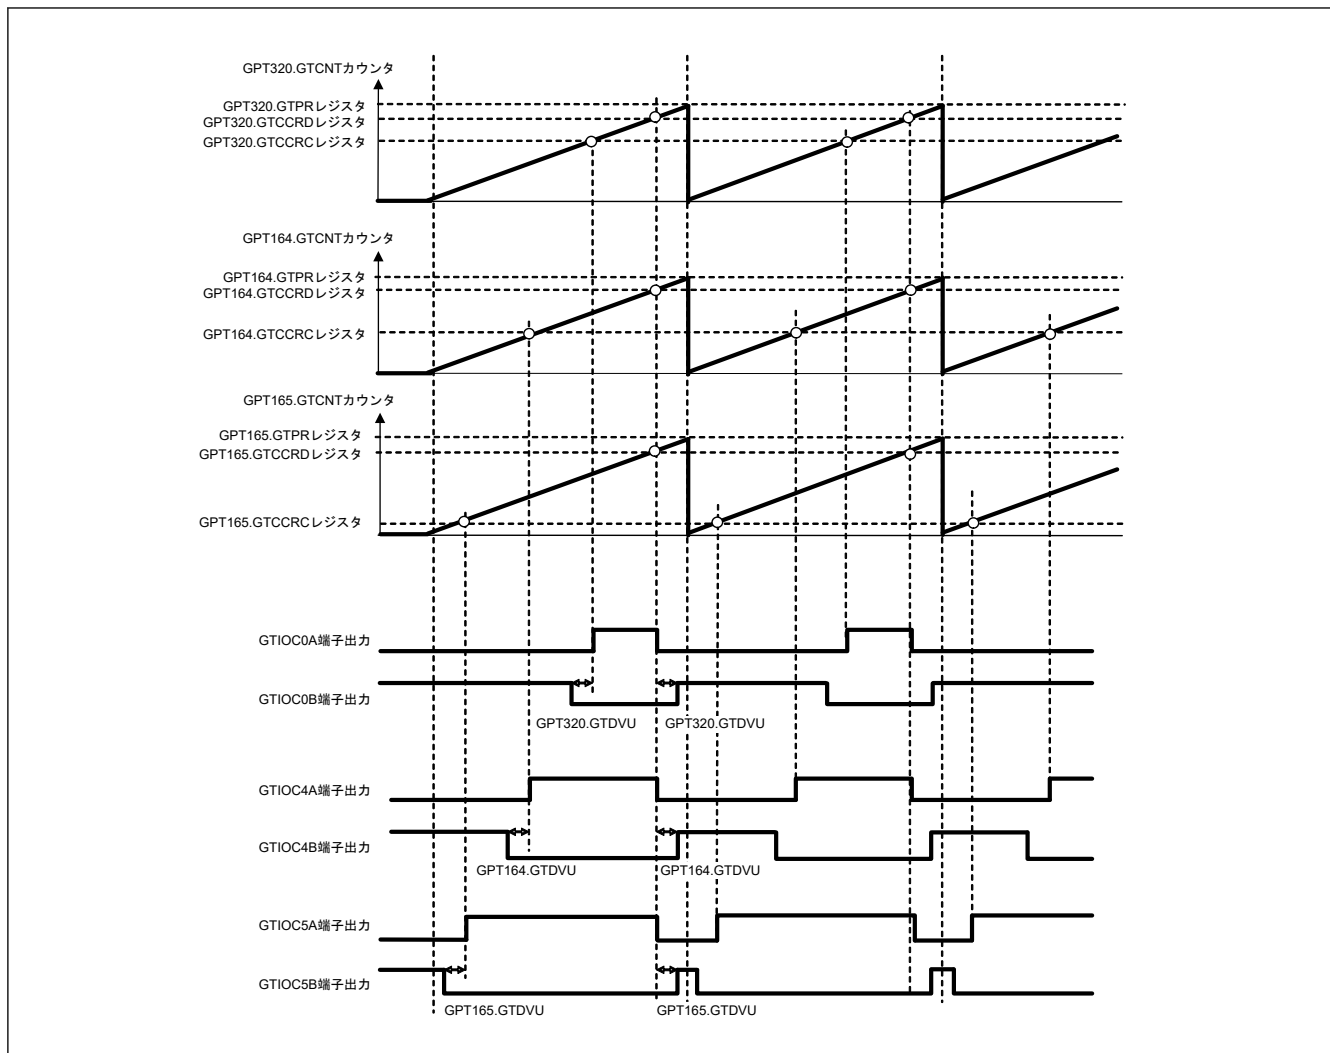 GPT320.GTCNTカウンタ
GPT320.GTPRレジスタ
GPT320.GTCCRDレジスタ
GPT320.GTCCRCレジスタ
GPT164.GTCNTカウンタ
GPT164.GTPRレジスタ
GPT164.GTCCRDレジスタ
GPT164.GTCCRCレジスタ
GPT165.GTCNTカウンタ
GPT165.GTPRレジスタ
GPT165.GTCCRDレジスタ
GPT165.GTCCRCレジスタ
GTIOC0A端子出力
GTIOC0B端子出力
GPT320.GTDVU GPT320.GTDVU
GTIOC4A端子出力
GTIOC4B端子出力
GPT164.GTDVU GPT164.GTDVU
GTIOC5A端子出力
GTIOC5B端子出力
GPT165.GTDVU GPT165.GTDVU